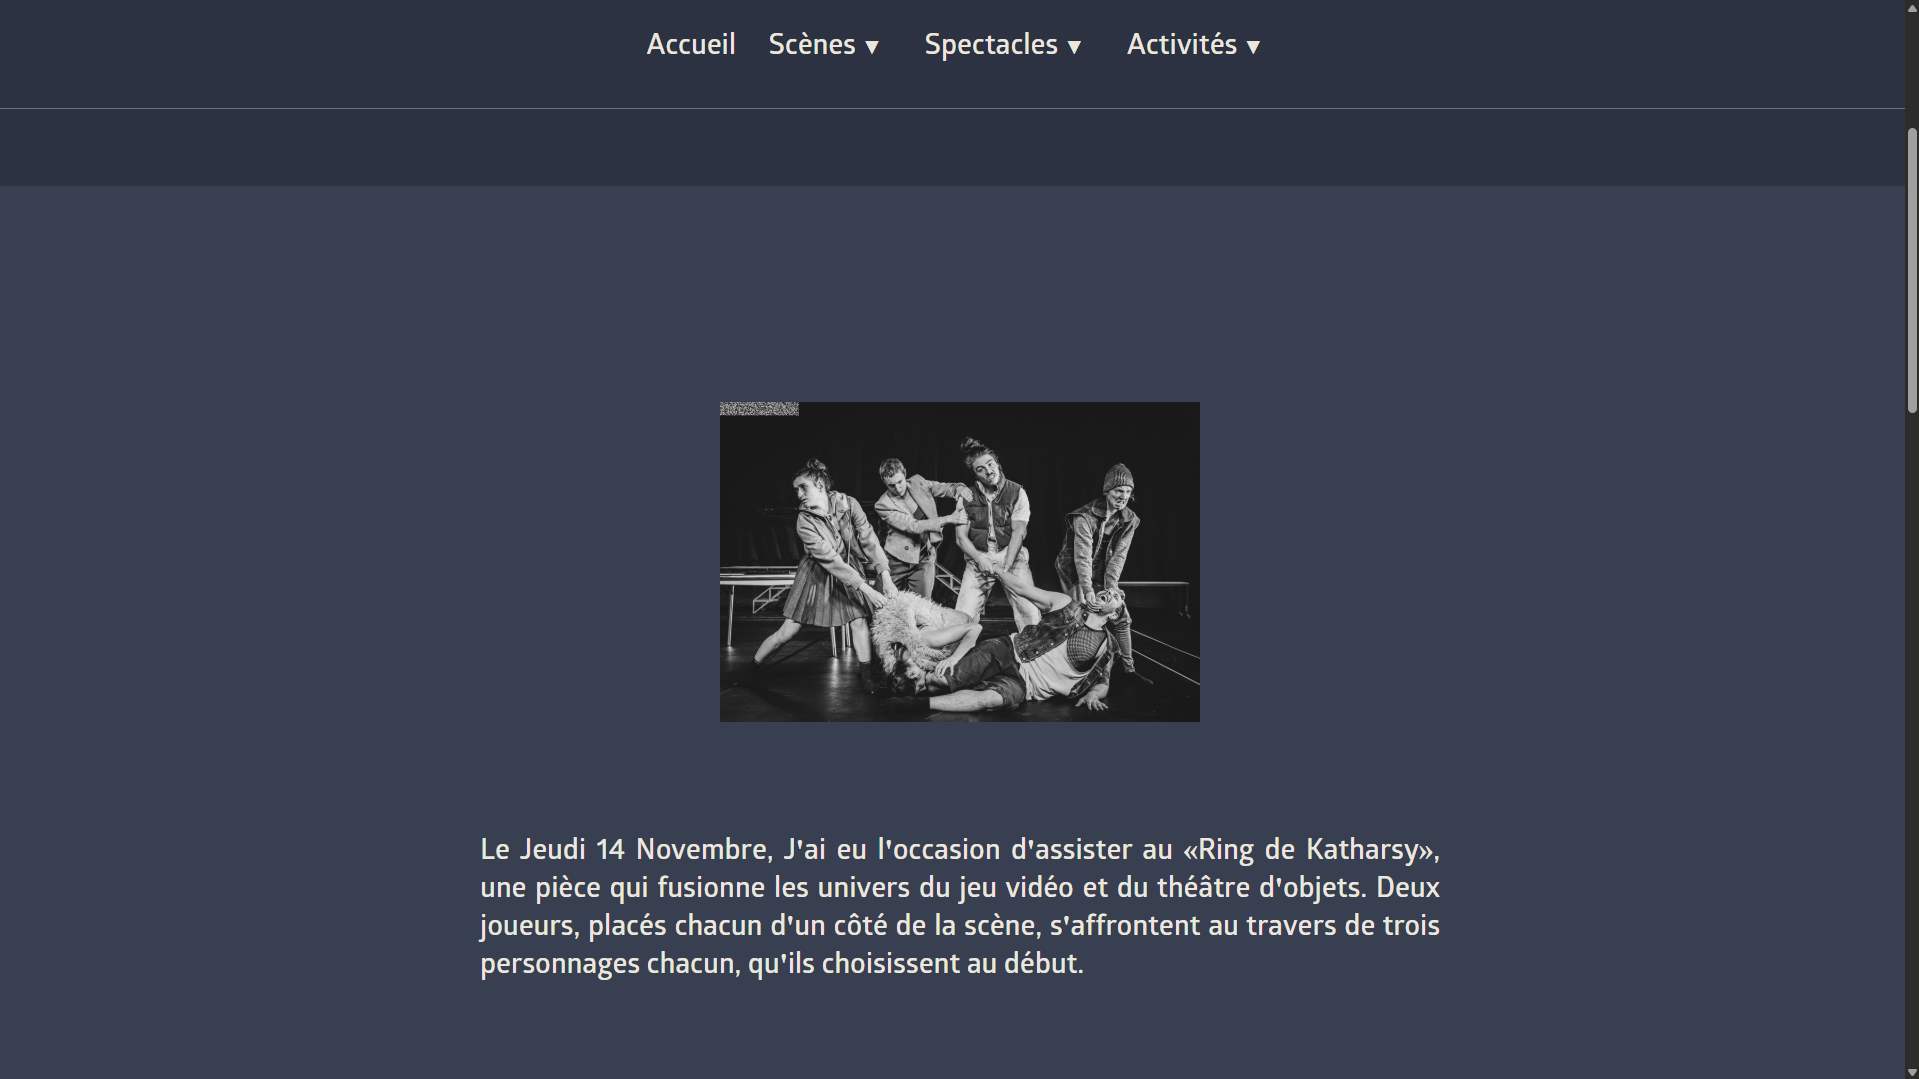 Accueil Scènes ▼ Spectacles ▼ Activités ▼
Le Jeudi 14 Novembre, J'ai eu l'occasion d'assister au «Ring de Katharsy»,
une pièce qui fusionne les univers du jeu vidéo et du théâtre d'objets. Deux
joueurs, placés chacun d'un côté de la scène, s'affrontent au travers de trois
personnages chacun, qu'ils choisissent au début.